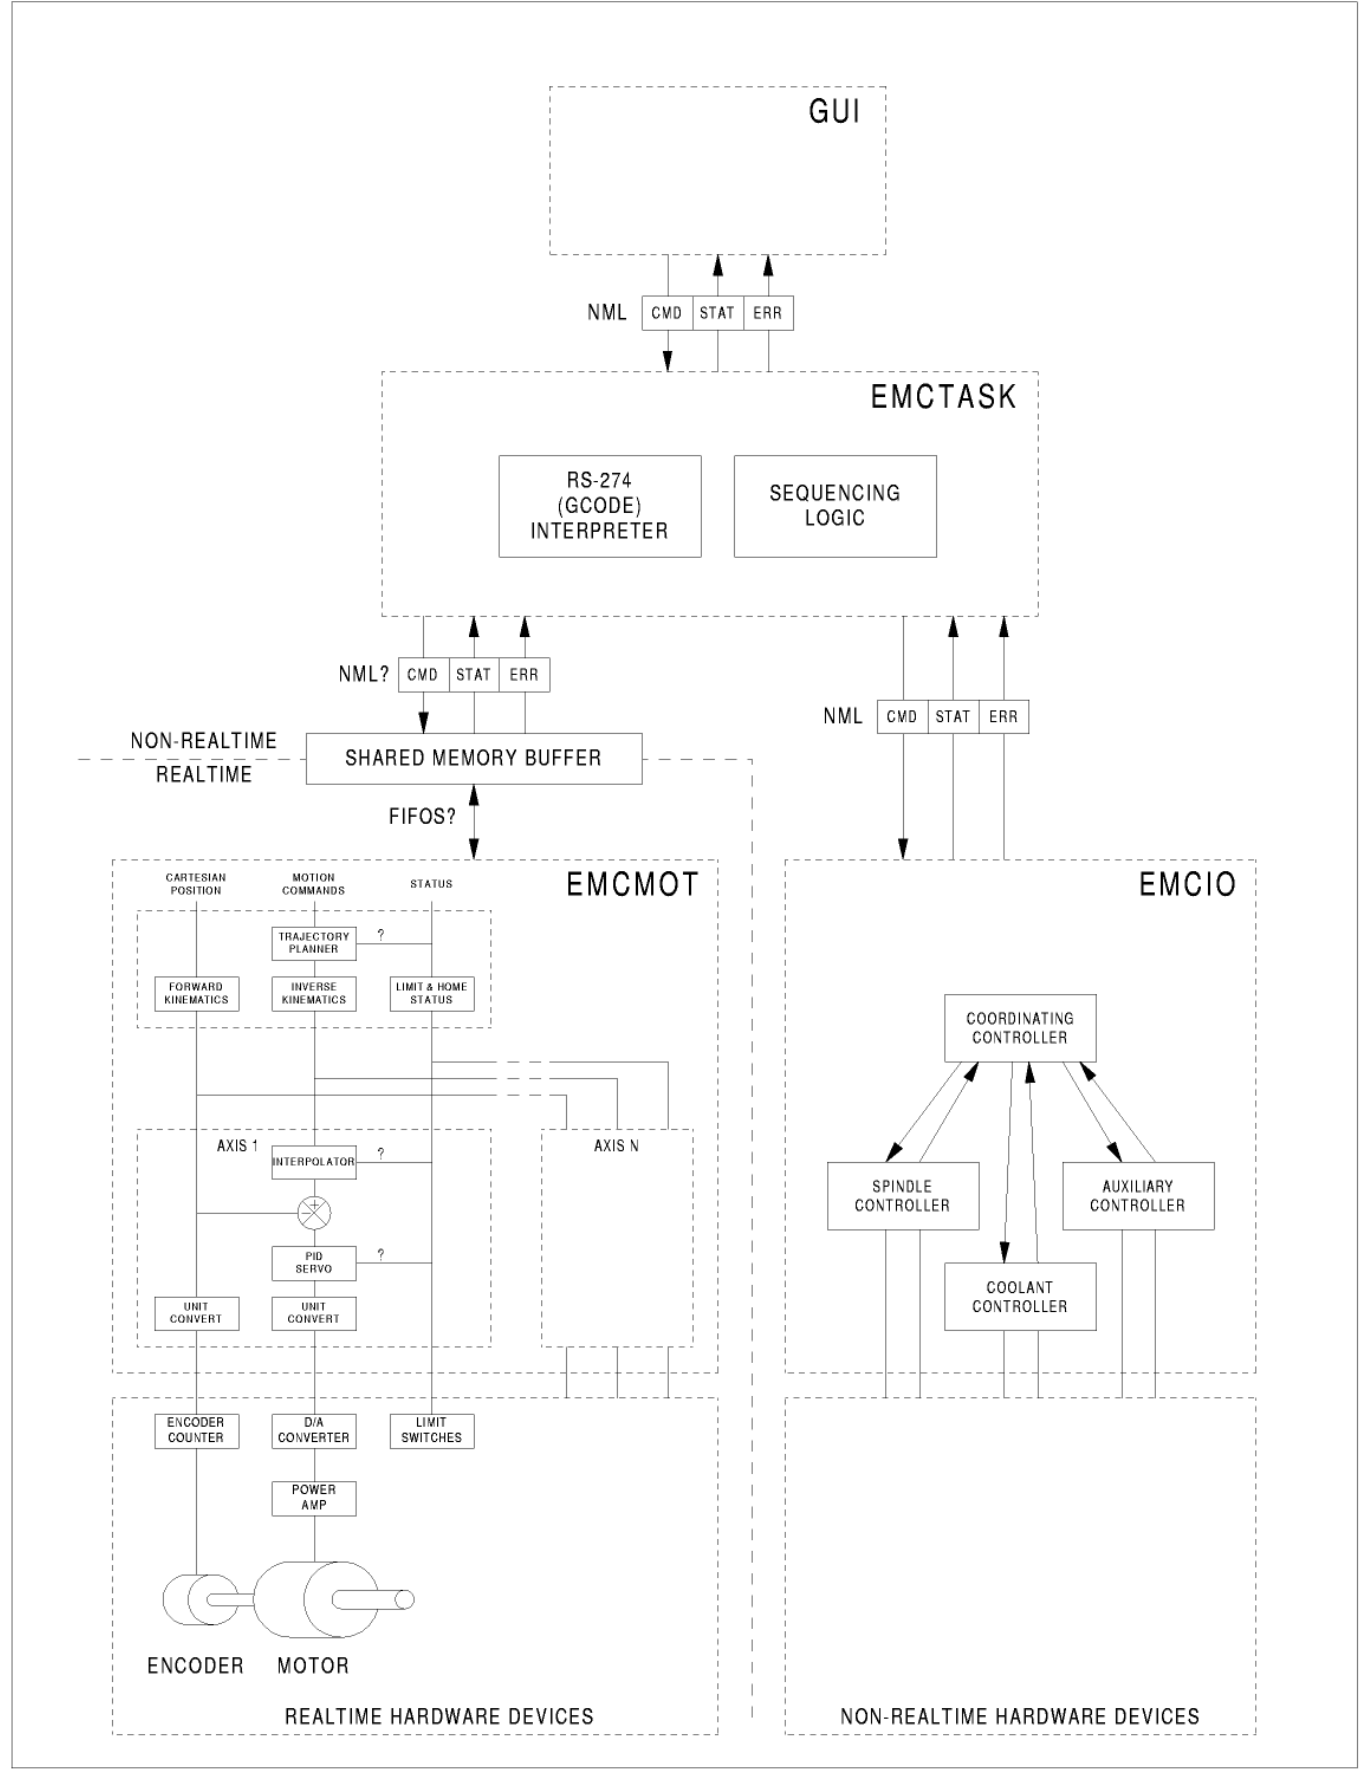 GUI
NML CMD STAT ERR
EMCTASK
RS-274
(GCODE)
INTERPRETER
SEQUENCING
LOGIC
NML? CMD STAT ERR
NML CMD STAT ERR
NON-REALTIME
REALTIME
SHARED MEMORY BUFFER
FIFOS?
EMCMOT
CARTESIAN
POSITION
MOTION
COMMANDS
STATUS
TRAJECTORY
PLANNER
?
FORWARD
KINEMATICS
INVERSE
KINEMATICS
LIMIT & HOME
STATUS
AXIS 1
INTERPOLATOR
?
+
−
PID
SERVO
?
UNIT
CONVERT
UNIT
CONVERT
AXIS N
EMCIO
COORDINATING
CONTROLLER
SPINDLE
CONTROLLER
AUXILIARY
CONTROLLER
COOLANT
CONTROLLER
ENCODER
COUNTER
D/A
CONVERTER
LIMIT
SWITCHES
POWER
AMP
ENCODER
MOTOR
REALTIME HARDWARE DEVICES
NON-REALTIME HARDWARE DEVICES